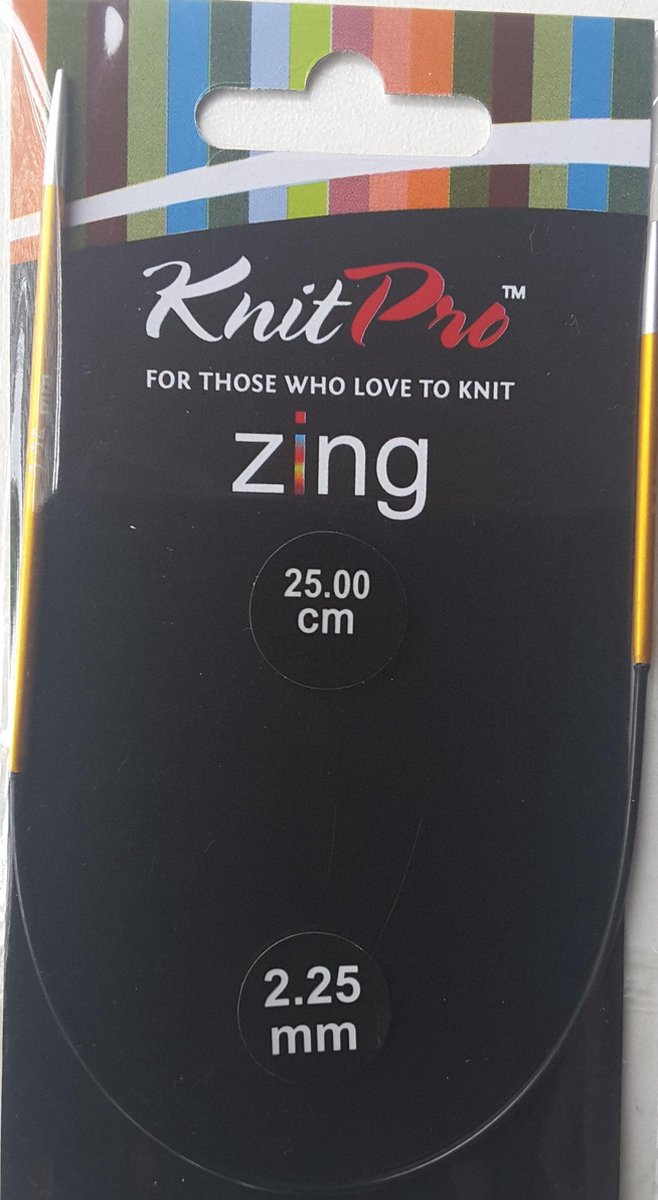 KnitPro™
FOR THOSE WHO LOVE TO KNIT
zing
25.00
cm
2.25
mm